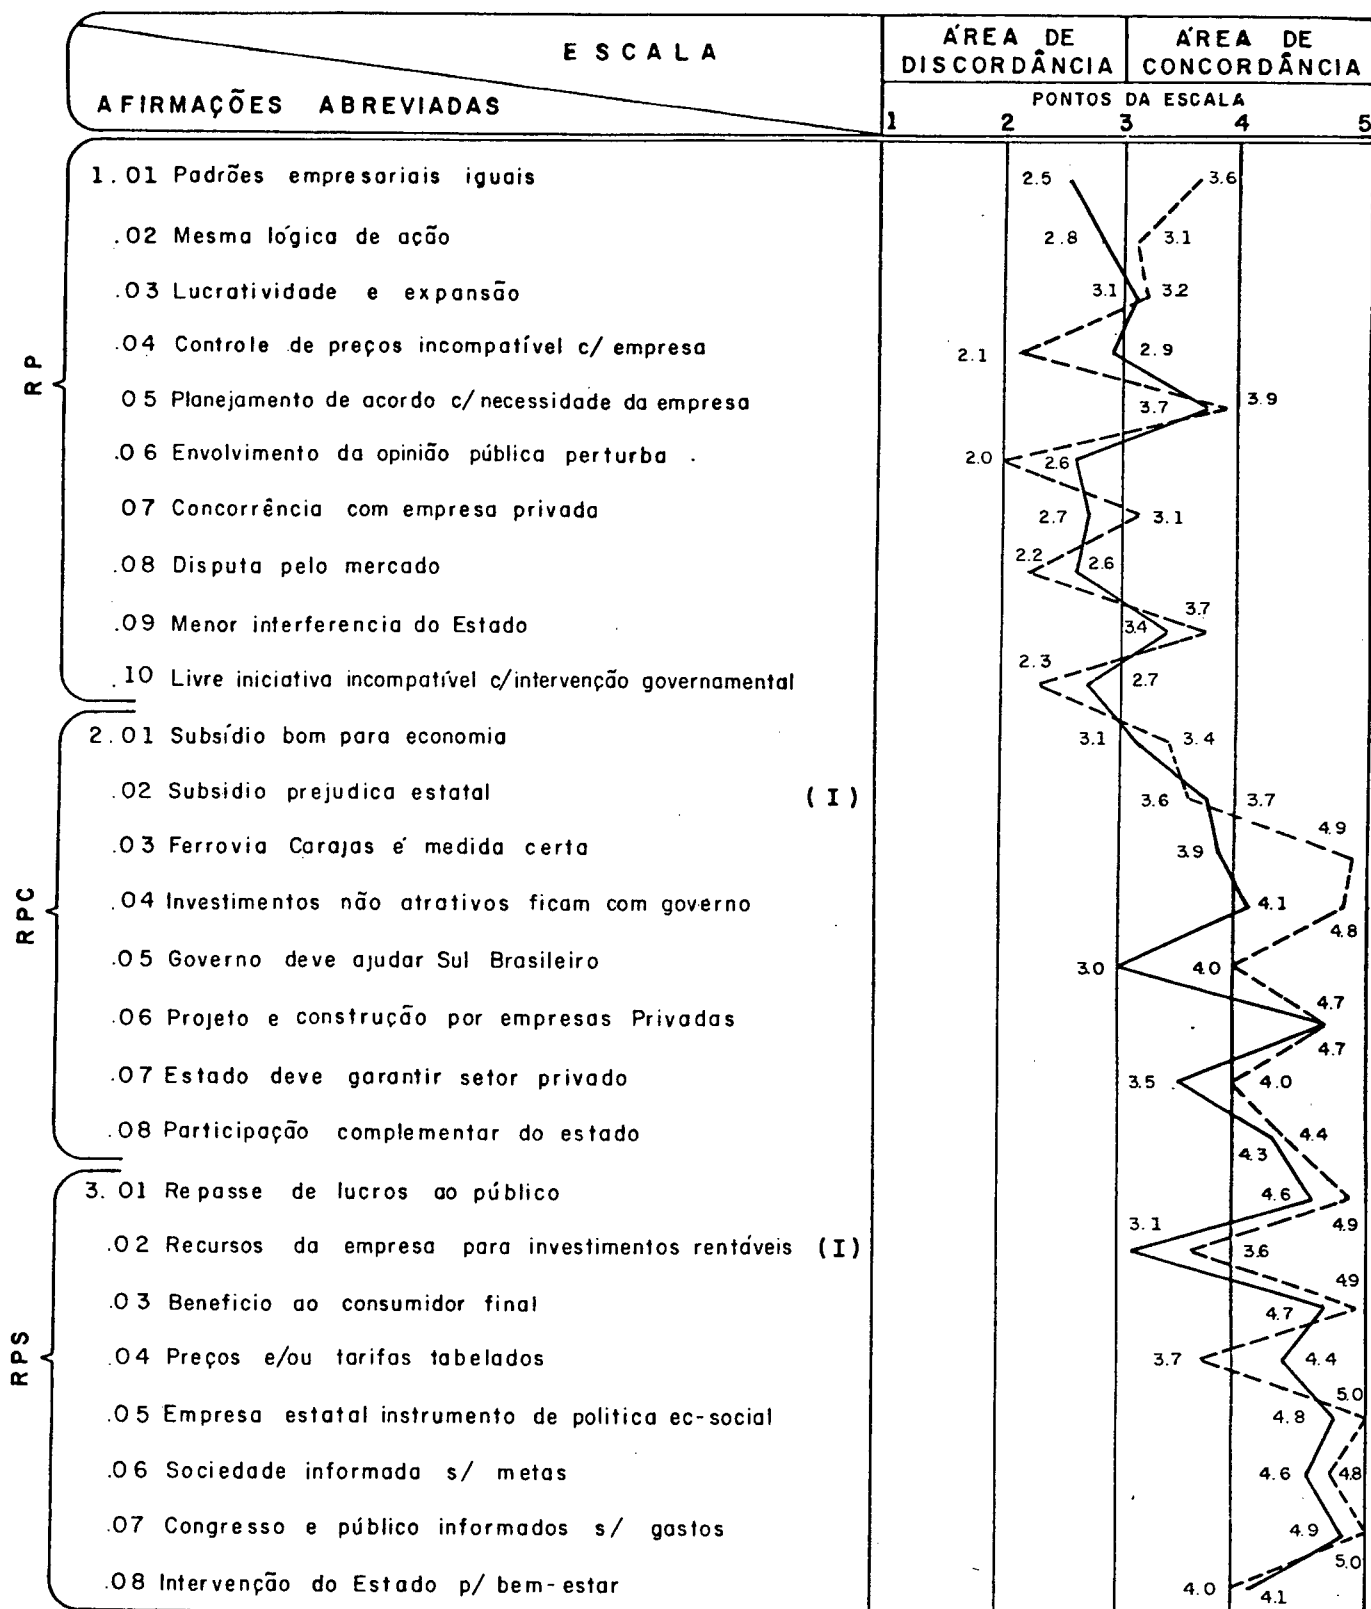 ESCALA
AFIRMAÇÕES ABREVIADAS
ÁREA DE DISCORDÂNCIA
ÁREA DE CONCORDÂNCIA
PONTOS DA ESCALA
1 2 3 4 5
RP
1.01 Padrões empresariais iguais 2.5 3.6
.02 Mesma lógica de ação 2.8 3.1
.03 Lucratividade e expansão 3.1 3.2
.04 Controle de preços incompatível c/ empresa 2.1 2.9
05 Planejamento de acordo c/ necessidade da empresa 3.7 3.9
.06 Envolvimento da opinião pública perturba . 2.0 2.6
07 Concorrência com empresa privada 2.7 3.1
.08 Disputa pelo mercado 2.2 2.6
.09 Menor interferencia do Estado 3.4 3.7
.10 Livre iniciativa incompatível c/intervenção governamental 2.3 2.7
RPC
2.01 Subsídio bom para economia 3.1 3.4
.02 Subsidio prejudica estatal (I) 3.6 3.7
.03 Ferrovia Carajas é medida certa 3.9 4.9
.04 Investimentos não atrativos ficam com governo 4.1 4.8
.05 Governo deve ajudar Sul Brasileiro 3.0 4.0
.06 Projeto e construção por empresas Privadas 4.7 4.7
.07 Estado deve garantir setor privado 3.5 4.0
.08 Participação complementar do estado 4.3 4.4
RPS
3.01 Repasse de lucros ao público 4.6 4.9
.02 Recursos da empresa para investimentos rentáveis (I) 3.1 3.6
.03 Beneficio ao consumidor final 4.7 4.9
.04 Preços e/ou tarifas tabelados 3.7 4.4
.05 Empresa estatal instrumento de politica ec-social 4.8 5.0
.06 Sociedade informada s/ metas 4.6 4.8
.07 Congresso e público informados s/ gastos 4.9 5.0
.08 Intervenção do Estado p/ bem-estar 4.0 4.1